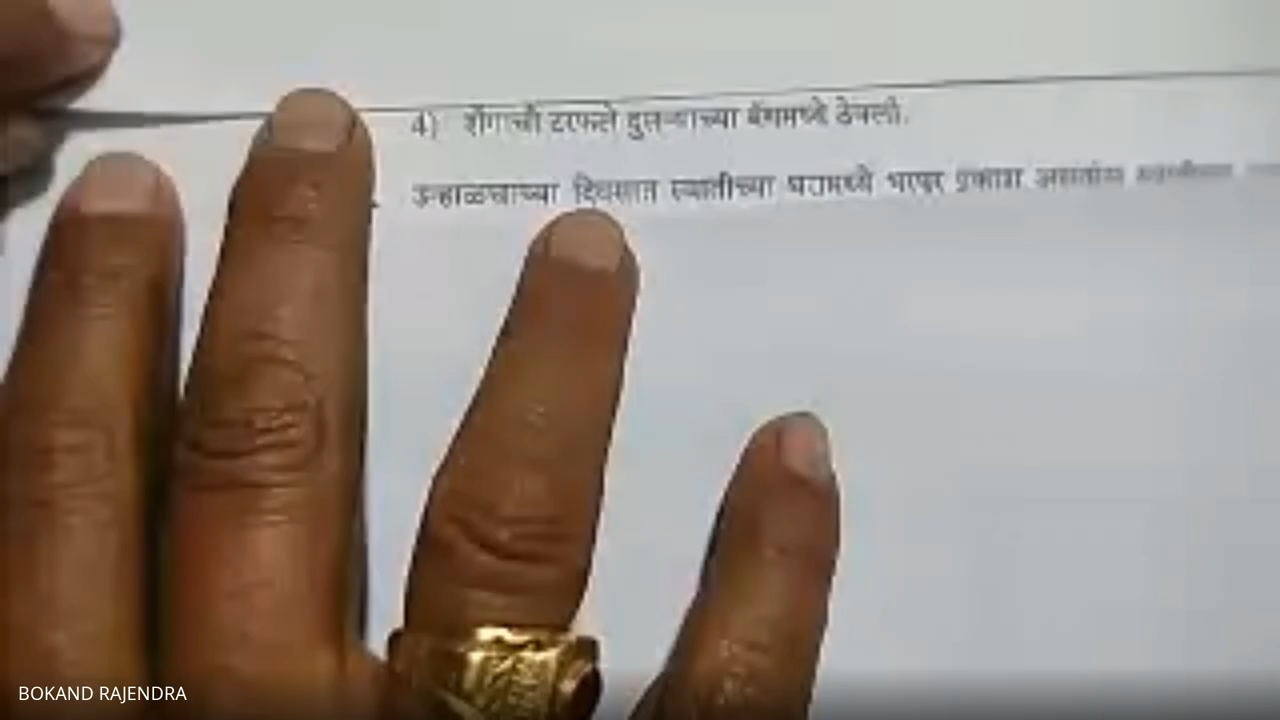 4) शेंगाची टरफले दुसऱ्याच्या बॅगमध्ये ठेवली.
उन्हाळ्याच्या दिवसात स्वातीच्या घरामध्ये भरपूर प्रकाश असतोस
BOKAND RAJENDRA